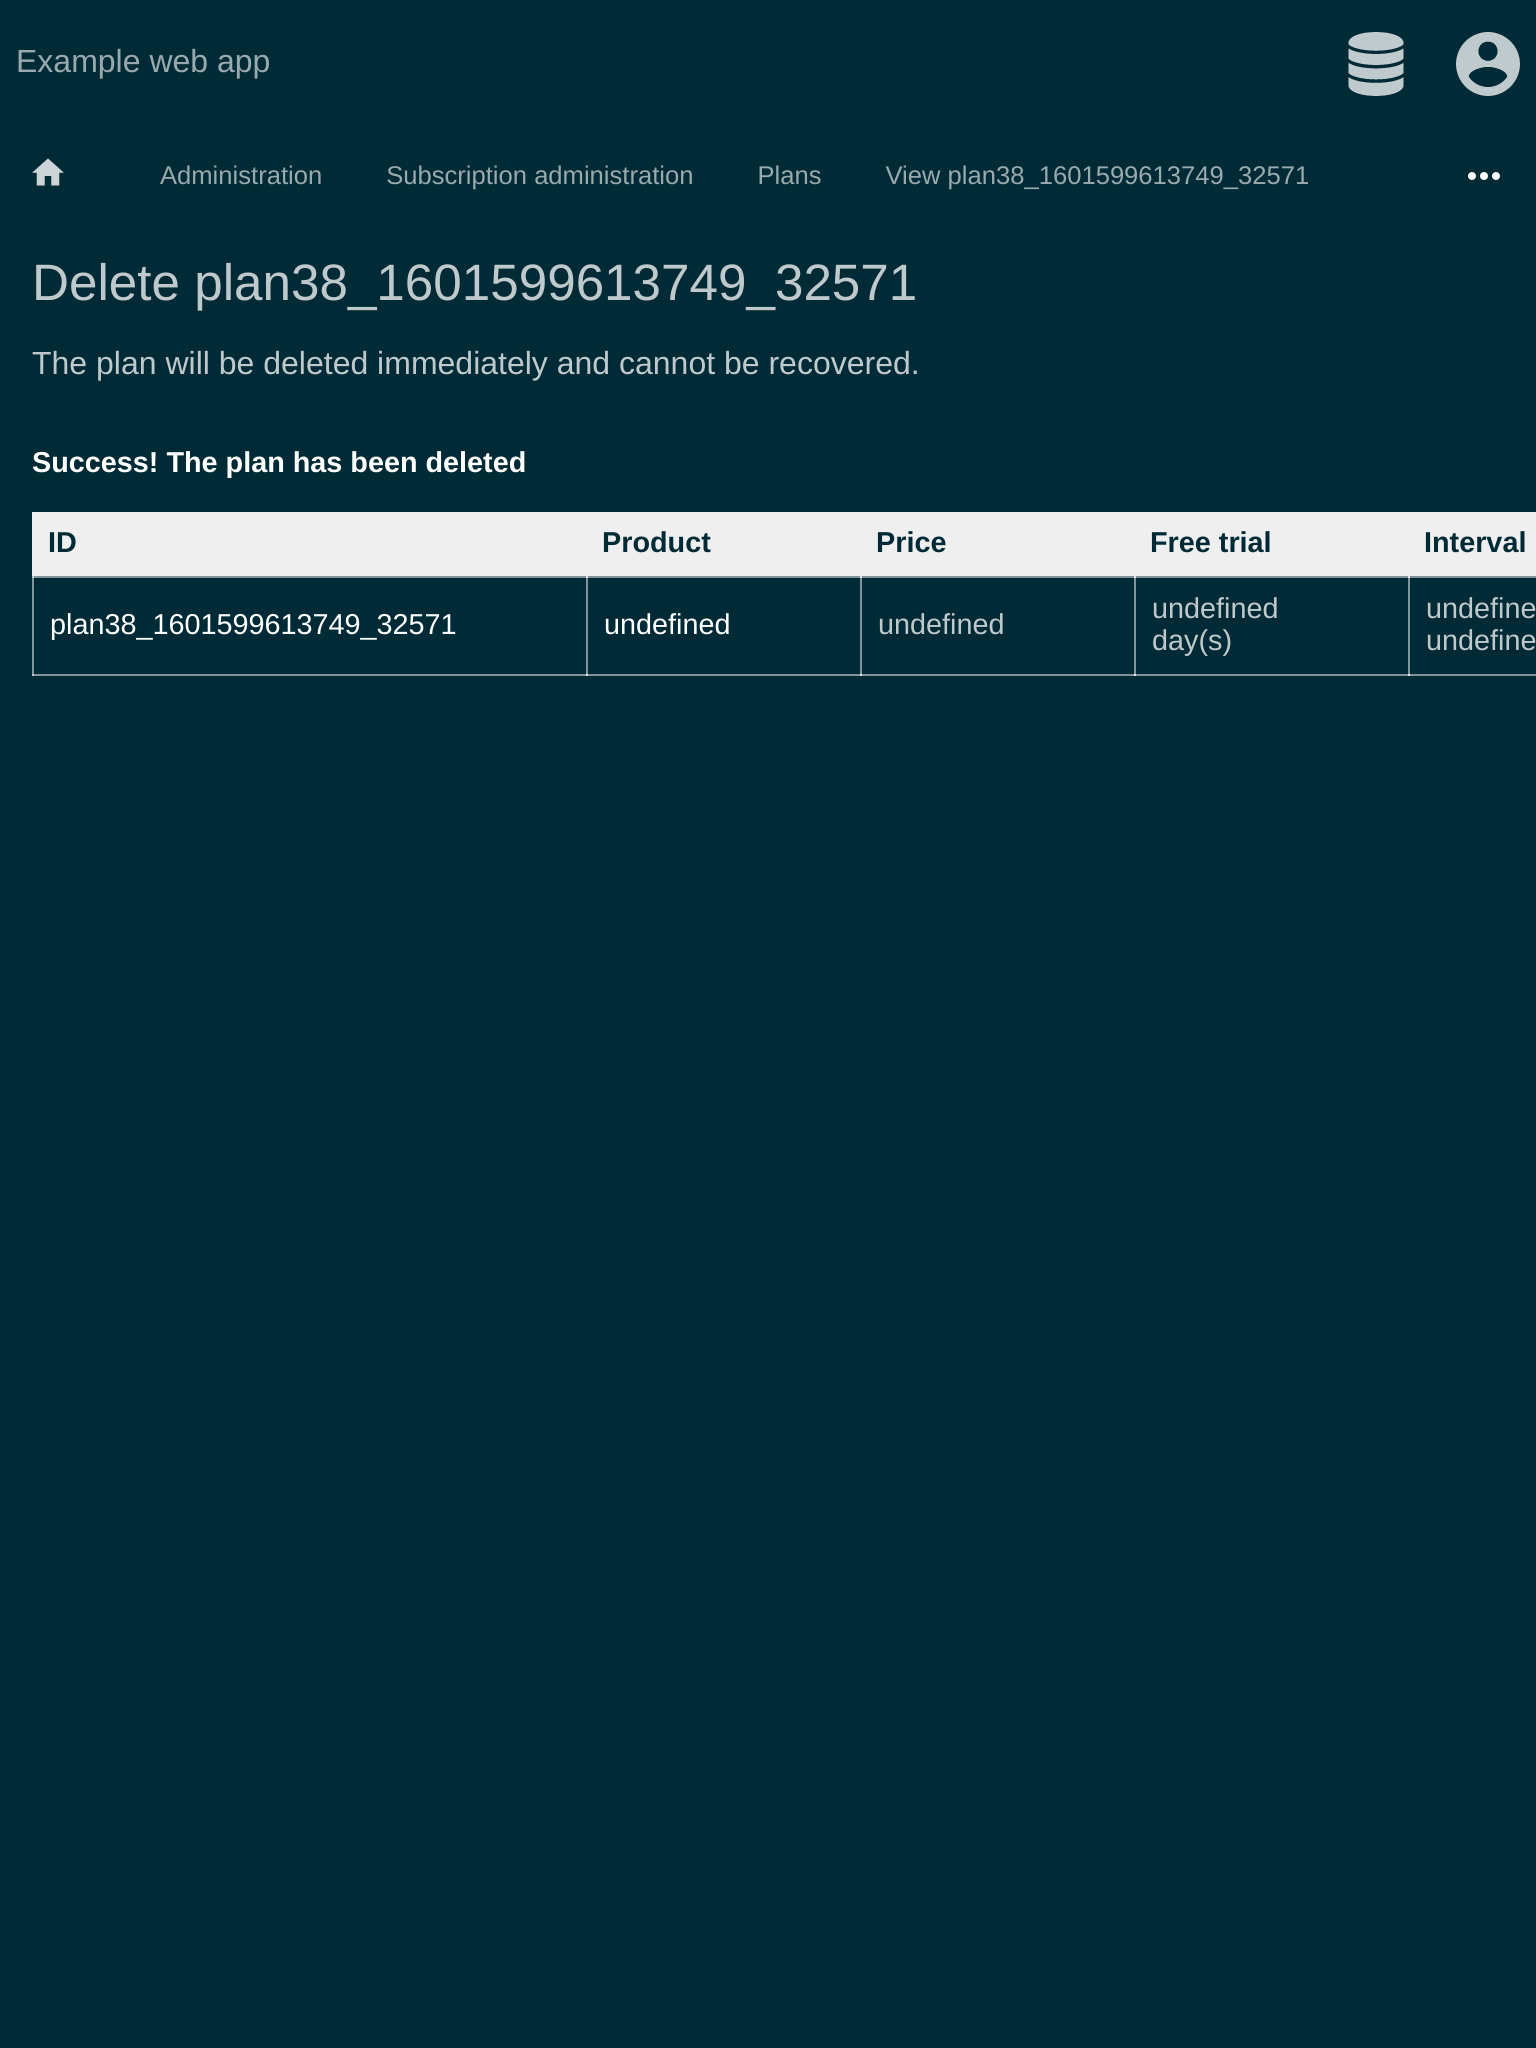 Example web app
Administration Subscription administration Plans View plan38_1601599613749_32571
Delete plan38_1601599613749_32571
The plan will be deleted immediately and cannot be recovered.
Success! The plan has been deleted
ID Product Price Free trial Interval
plan38_1601599613749_32571 undefined undefined undefined day(s) undefine undefine